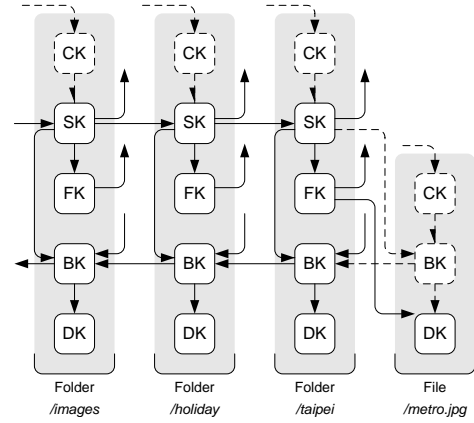 CK CK CK
SK SK SK
FK FK FK CK
BK BK BK BK
DK DK DK DK
Folder Folder Folder File
/images /holiday /taipei /metro.jpg